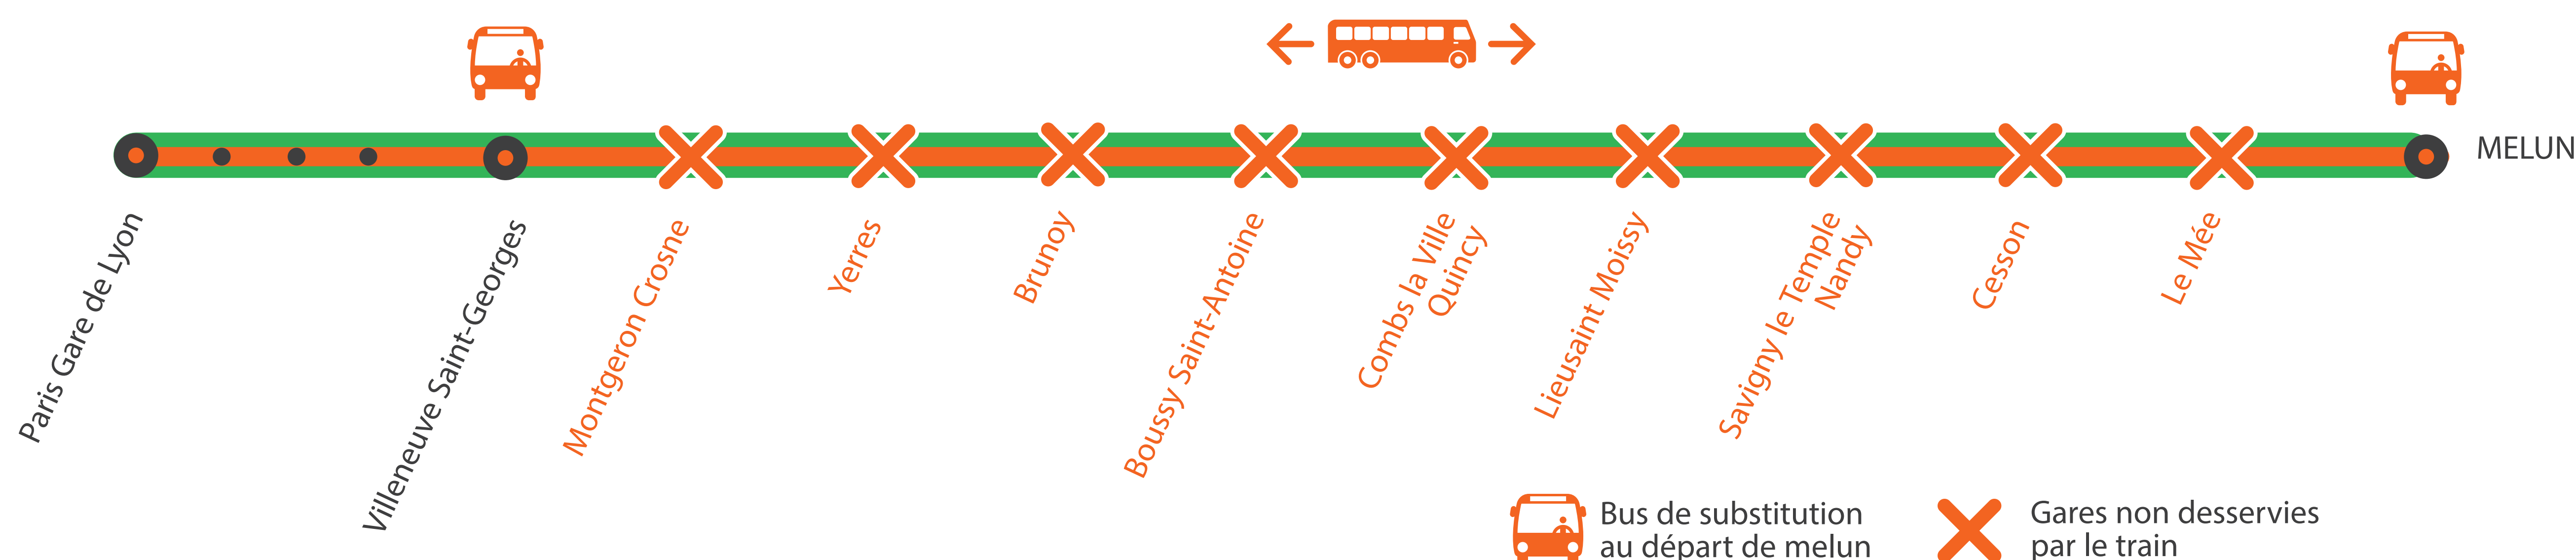 MELUN
Paris Gare de Lyon
Villeneuve Saint-Georges
Montgeron Crosne
Yerres
Brunoy
Boussy Saint-Antoine
Combs la Ville
Quincy
Lieusaint Moissy
Savigny le Temple
Nandy
Cesson
Le Mée
Bus de substitution
au départ de melun
Gares non desservies
par le train